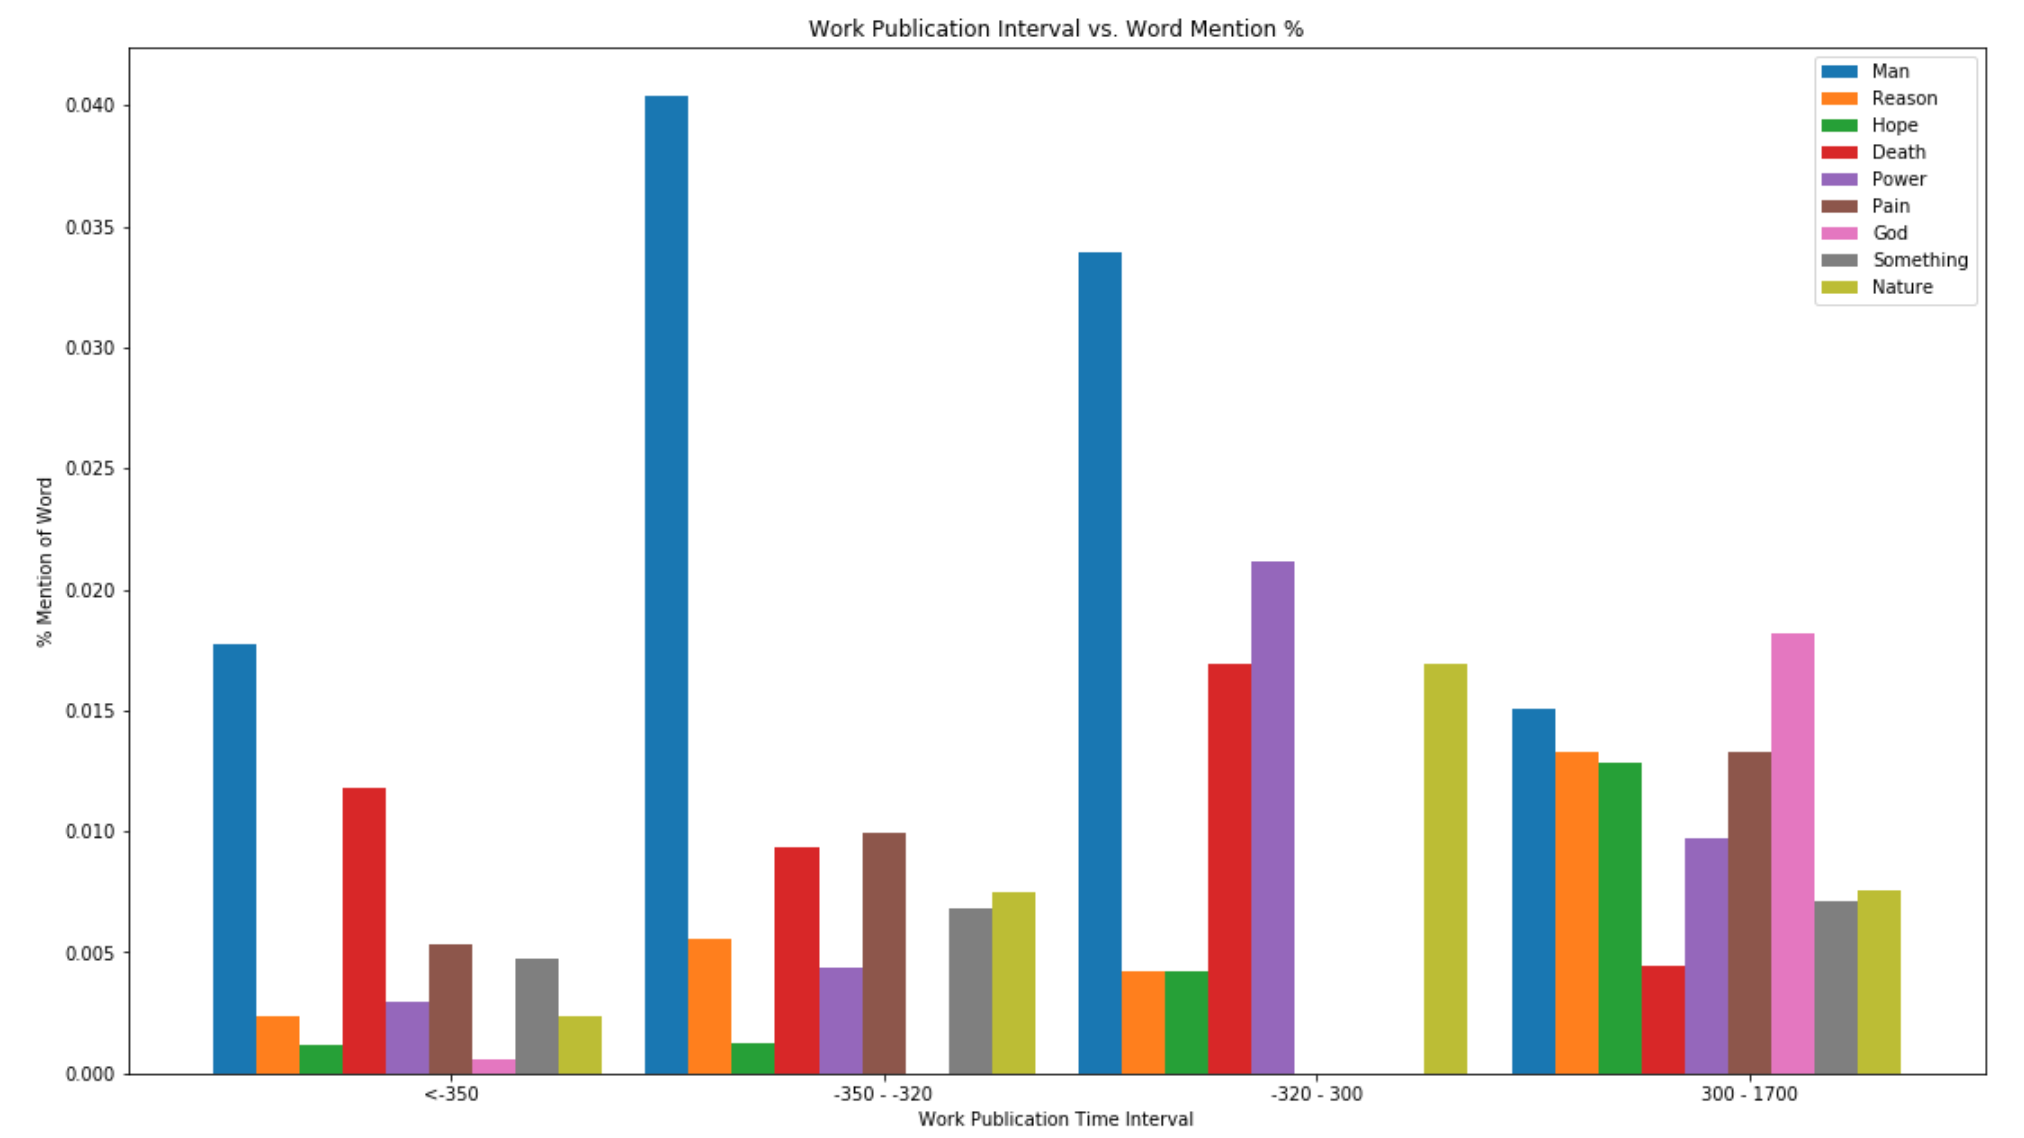 Work Publication Interval vs. Word Mention %
Man
Reason
Hope
Death
Power
Pain
God
Something
Nature
% Mention of Word
0.040
0.035
0.030
0.025
0.020
0.015
0.010
0.005
0.000
<-350
-350 - -320
-320 - 300
300 - 1700
Work Publication Time Interval